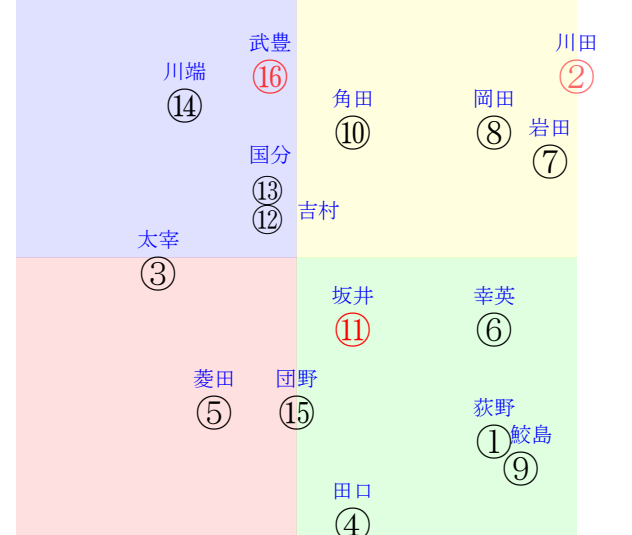 武豊
川田
川端
⑯
②
角田
岡田
⑭
岩田
⑩
⑧
国分
⑦
⑬
吉村
⑫
太宰
③
坂井
幸英
⑪
⑥
菱田
団野
荻野
⑤
⑮
鮫島
①
⑨
田口
④